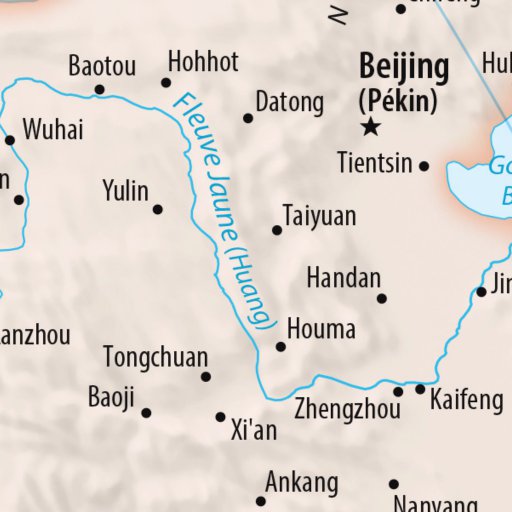 N
Baotou
Hohhot
Beijing
(Pékin)
Datong
Wuhai
Tientsin
Yulin
Fleuve Jaune (Huang)
Taiyuan
Handan
Houma
Tongchuan
Baoji
Xi'an
Zhengzhou
Kaifeng
Ankang
Nanyang